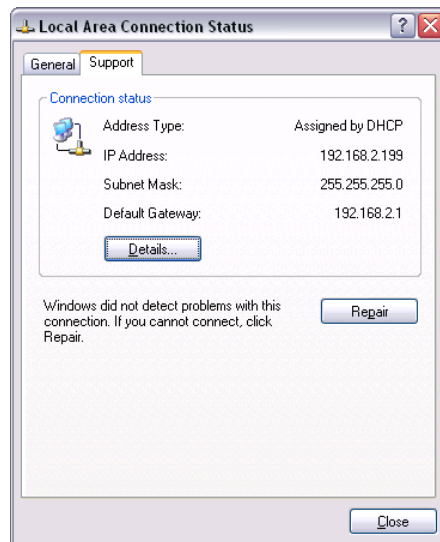 Local Area Connection Status
General Support
Connection status
Address Type: Assigned by DHCP
IP Address: 192.168.2.199
Subnet Mask: 255.255.255.0
Default Gateway: 192.168.2.1
Details...
Windows did not detect problems with this
connection. If you cannot connect, click
Repair.
Repair
Close